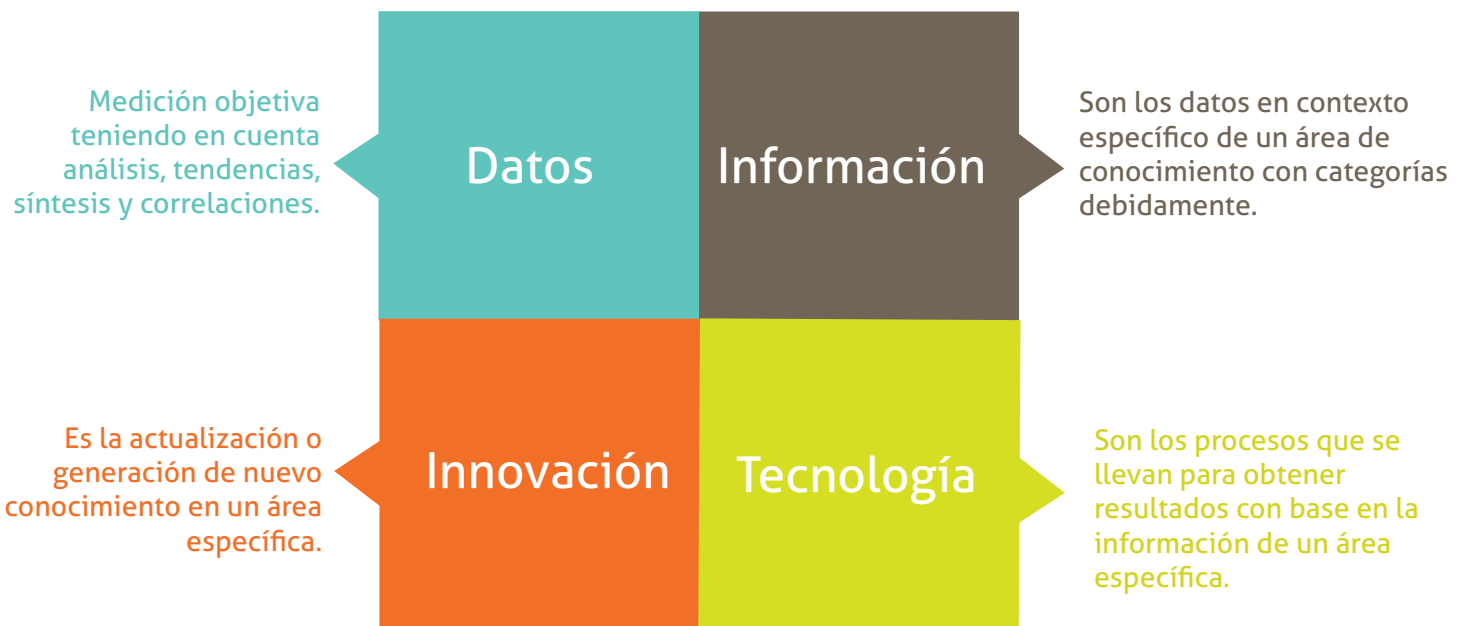 Medición objetiva
teniendo en cuenta
análisis, tendencias,
síntesis y correlaciones.
Datos
Información
Son los datos en contexto
específico de un área de
conocimiento con categorías
debidamente.
Es la actualización o
generación de nuevo
conocimiento en un área
específica.
Innovación
Tecnología
Son los procesos que se
llevan para obtener
resultados con base en la
información de un área
específica.